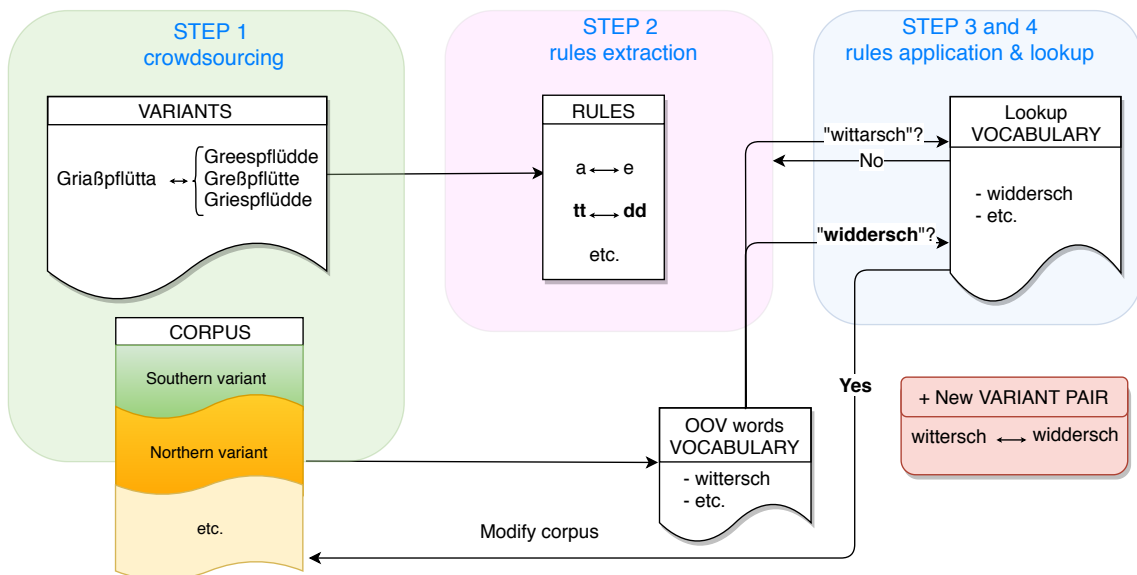 STEP 1
crowdsourcing
VARIANTS
Griaßpflütta ↔ Greespflüdde
Greßpflütte
Griespflüdde
CORPUS
Southern variant
Northern variant
etc.
STEP 2
rules extraction
RULES
a ↔ e
tt ↔ dd
etc.
OOV words
VOCABULARY
- wittersch
- etc.
Modify corpus
STEP 3 and 4
rules application & lookup
"wittarsch"?
No
"widdersch"?
Lookup
VOCABULARY
- widdersch
- etc.
Yes
+ New VARIANT PAIR
wittersch ↔ widdersch